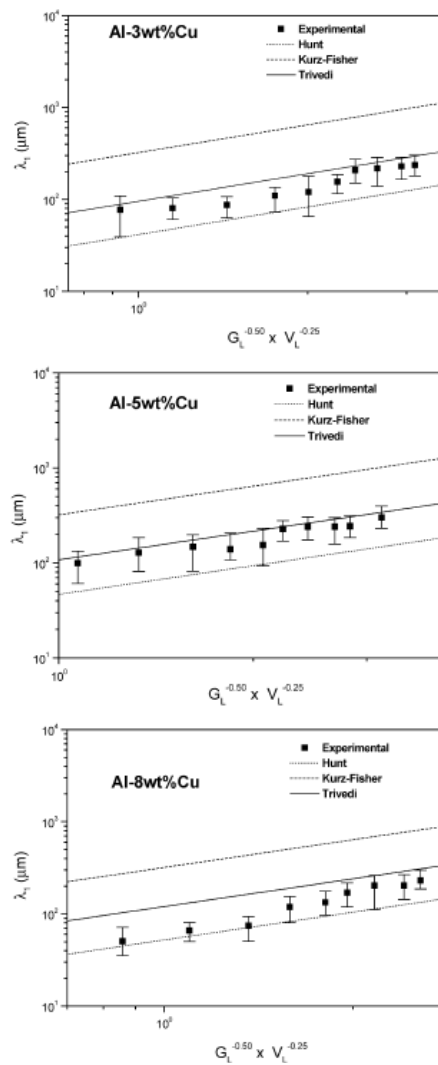 Al-3wt%Cu
Experimental
Hunt
Kurz-Fisher
Trivedi
10⁴
10³
10²
10¹
10⁰
λ₁ (μm)
G_L^-0.50 x V_L^-0.25
Al-5wt%Cu
Experimental
Hunt
Kurz-Fisher
Trivedi
10⁴
10³
10²
10¹
10⁰
λ₁ (μm)
G_L^-0.50 x V_L^-0.25
Al-8wt%Cu
Experimental
Hunt
Kurz-Fisher
Trivedi
10⁴
10³
10²
10¹
10⁰
λ₁ (μm)
G_L^-0.50 x V_L^-0.25